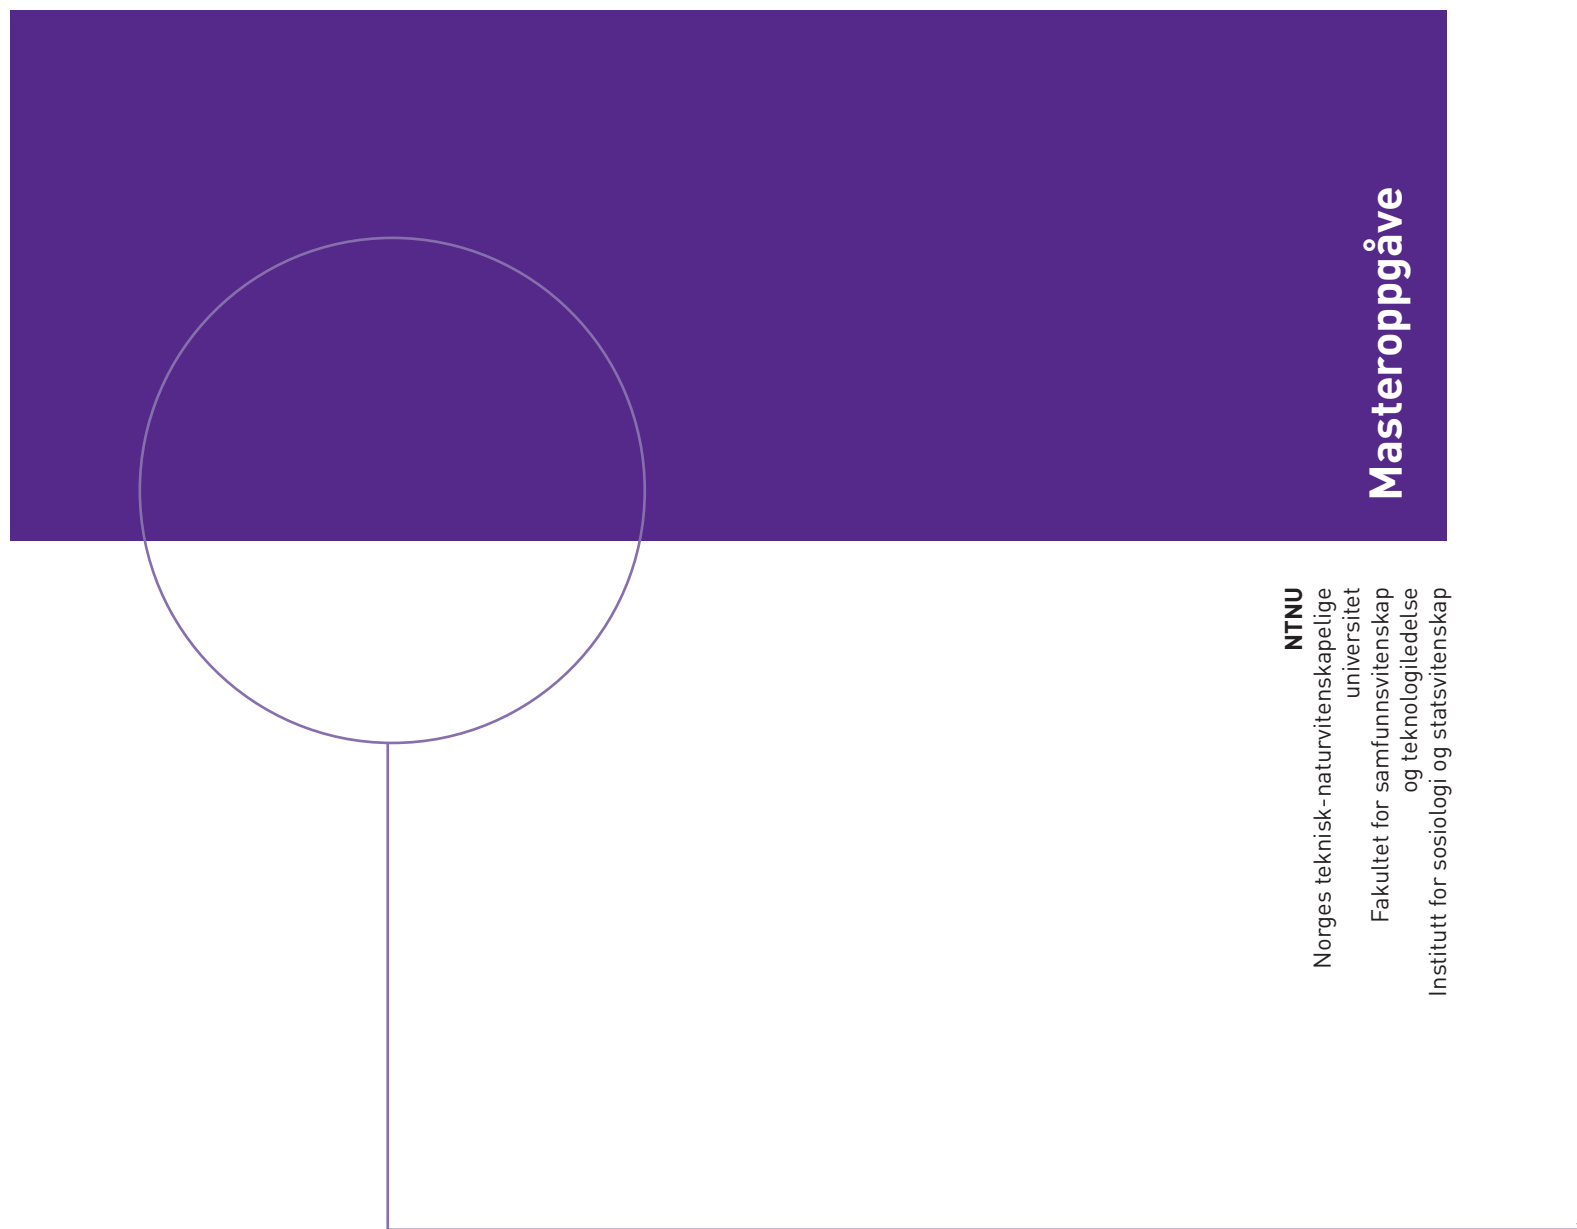 Masteroppgåve
NTNU
Norges teknisk-naturvitenskapelige
universitet
Fakultet for samfunnsvitenskap
og teknologiledelse
Institutt for sosiologi og statsvitenskap